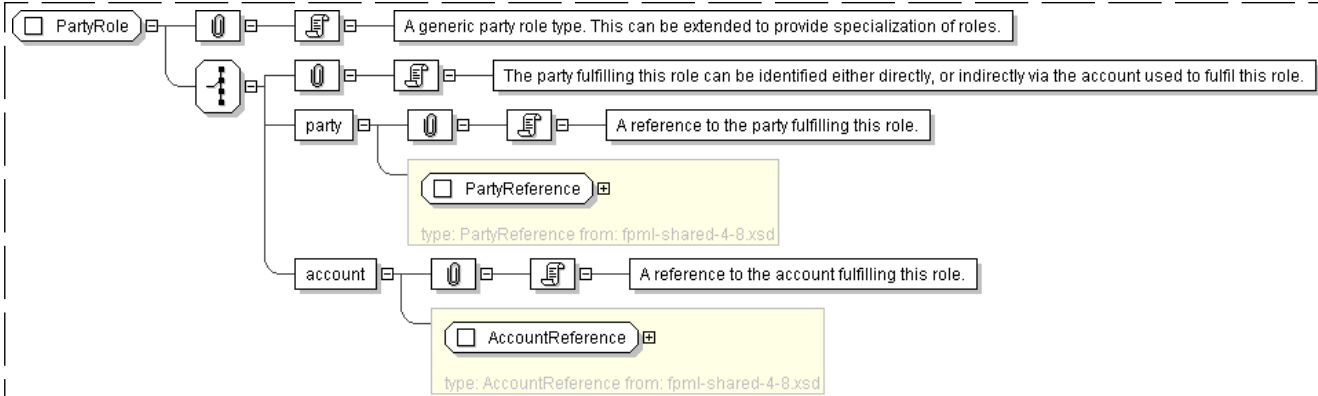 PartyRole
A generic party role type. This can be extended to provide specialization of roles.
The party fulfilling this role can be identified either directly, or indirectly via the account used to fulfil this role.
party
A reference to the party fulfilling this role.
PartyReference
type: PartyReference from: fpml-shared-4-8.xsd
account
A reference to the account fulfilling this role.
AccountReference
type: AccountReference from: fpml-shared-4-8.xsd